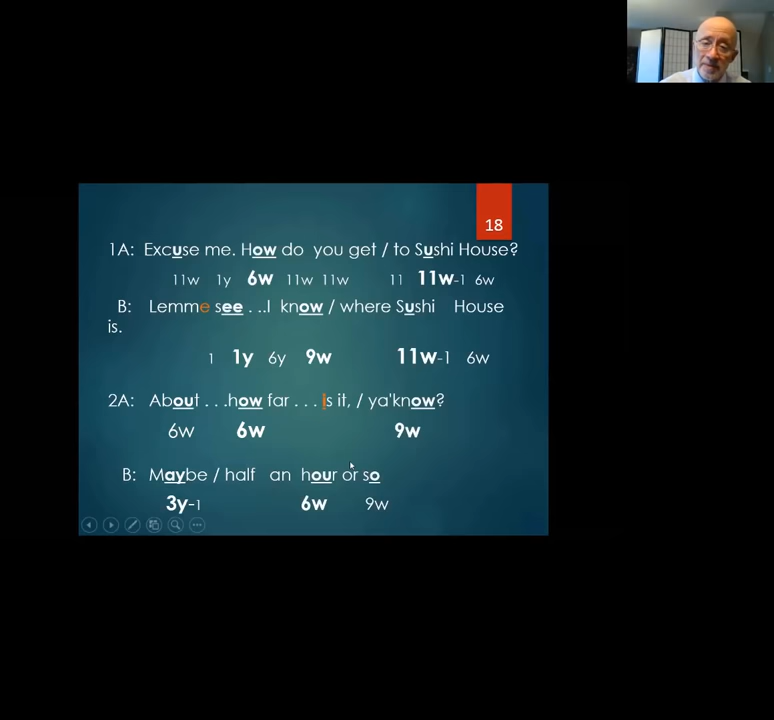 18
1A: Excuse me. How do you get / to Sushi House?
11w 1y 6w 11w 11w 11 11w-1 6w
B: Lemme see . ..I know / where Sushi House
is.
1 1y 6y 9w 11w-1 6w
2A: About . . .how far . . . is it, / ya'know?
6w 6w 9w
B: Maybe / half an hour or so
3y-1 6w 9w